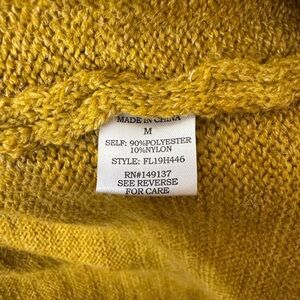 MADE IN CHINA
M
SELF: 90%POLYESTER
10%NYLON
STYLE: FL19H446
RN#149137
SEE REVERSE
FOR CARE